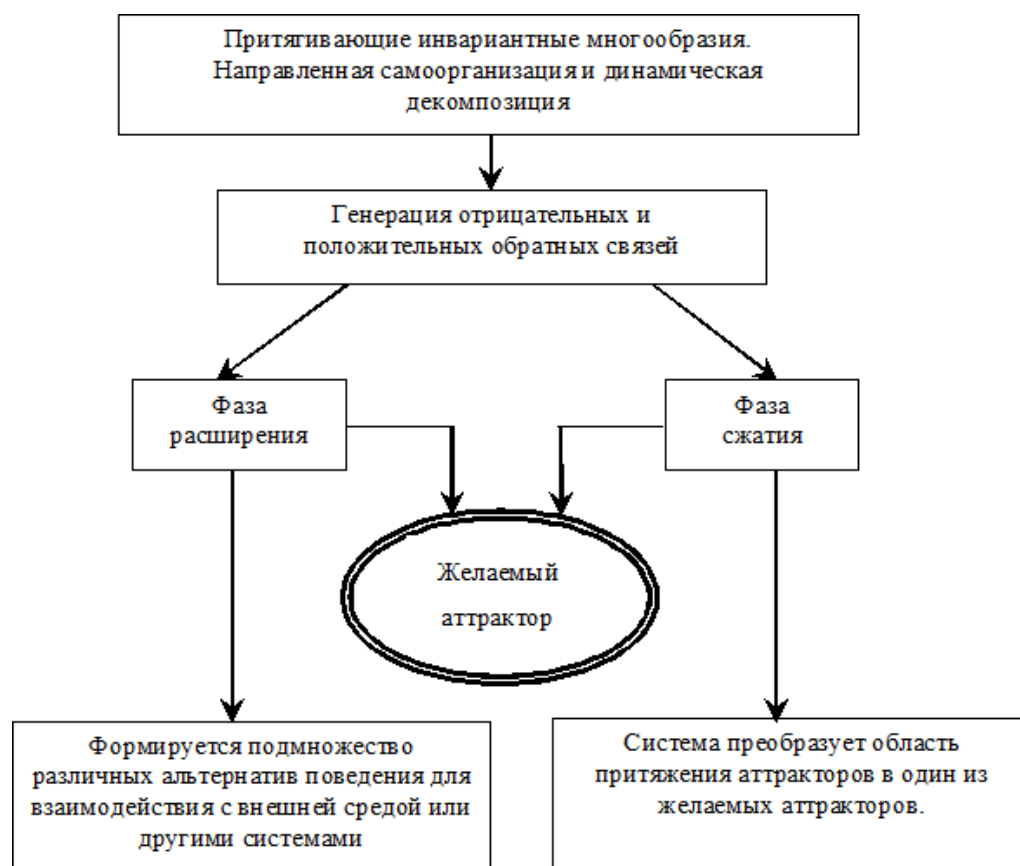 Притягивающие инвариантные многообразия.
Направленная самоорганизация и динамическая
декомпозиция
Генерация отрицательных и
положительных обратных связей
Фаза
расширения
Фаза
сжатия
Желаемый
аттрактор
Формируется подмножество
различных альтернатив поведения для
взаимодействия с внешней средой или
другими системами
Система преобразует область
притяжения аттракторов в один из
желаемых аттракторов.